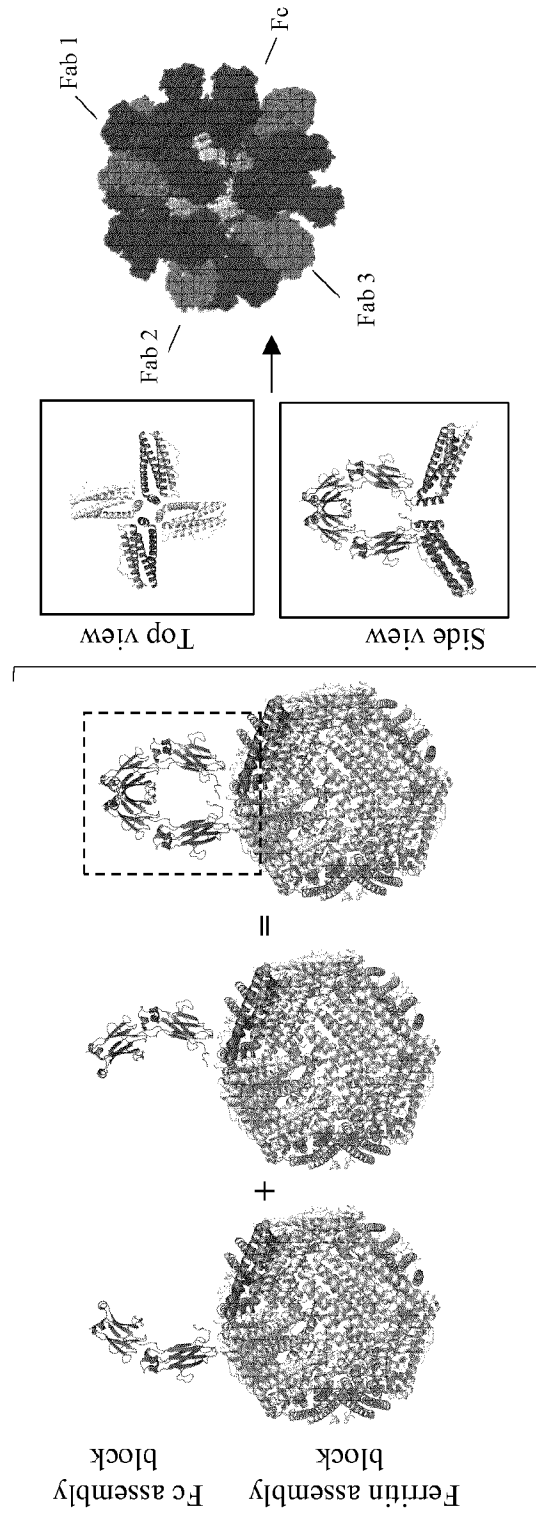 Fc assembly
block
Ferritin assembly
block
+
=
Top view
Side view
Fab 1
Fc
Fab 2
Fab 3